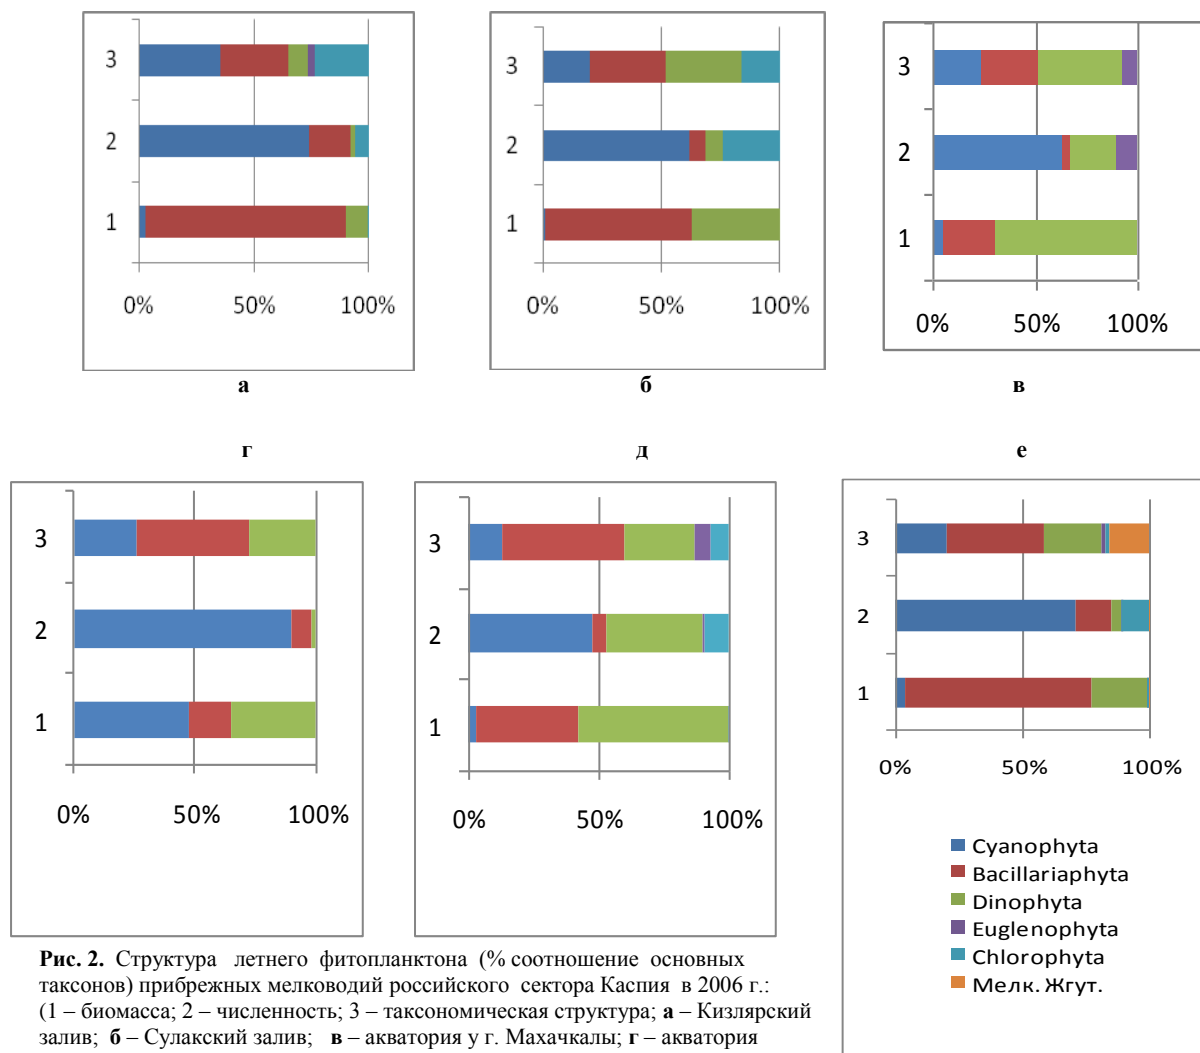 3
2
1
0% 50% 100%
а
3
2
1
0% 50% 100%
б
3
2
1
0% 50% 100%
в
г
3
2
1
0% 50% 100%
д
3
2
1
0% 50% 100%
е
3
2
1
0% 50% 100%
Cyanophyta
Bacillariaphyta
Dinophyta
Euglenophyta
Chlorophyta
Мелк. Жгут.
Рис. 2. Структура летнего фитопланктона (% соотношение основных
таксонов) прибрежных мелководий российского сектора Каспия в 2006 г.:
(1 – биомасса; 2 – численность; 3 – таксономическая структура; а – Кизлярский
залив; б – Сулакский залив; в – акватория у г. Махачкалы; г – акватория